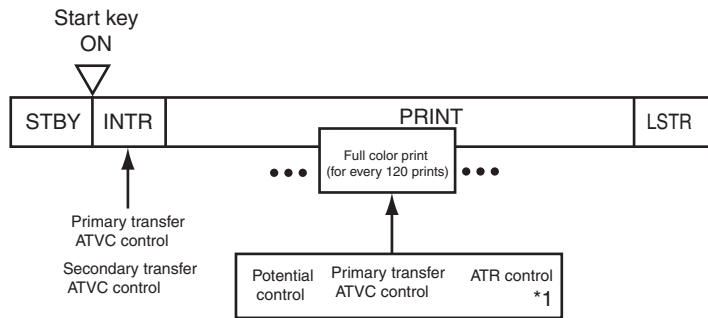 Start key
ON
STBY
INTR
PRINT
LSTR
Full color print
(for every 120 prints)
Primary transfer
ATVC control
Secondary transfer
ATVC control
Potential
control
Primary transfer
ATVC control
ATR control
*1